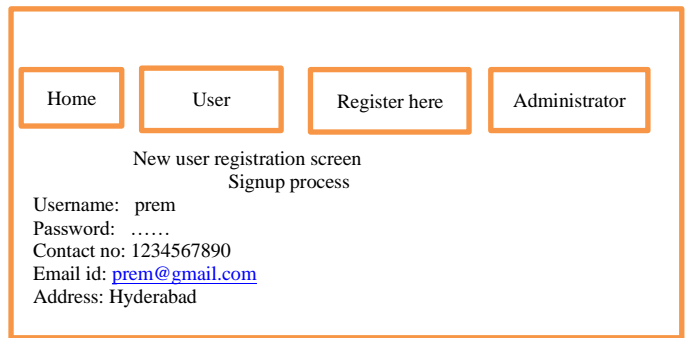 Home User Register here Administrator
New user registration screen
Signup process
Username: prem
Password: ......
Contact no: 1234567890
Email id: prem@gmail.com
Address: Hyderabad